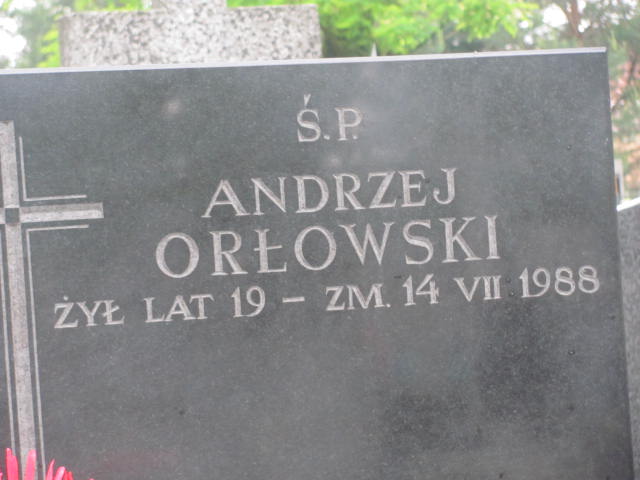 Ś.P.
ANDRZEJ
ORŁOWSKI
ŻYŁ LAT 19 – ZM. 14 VII 1988